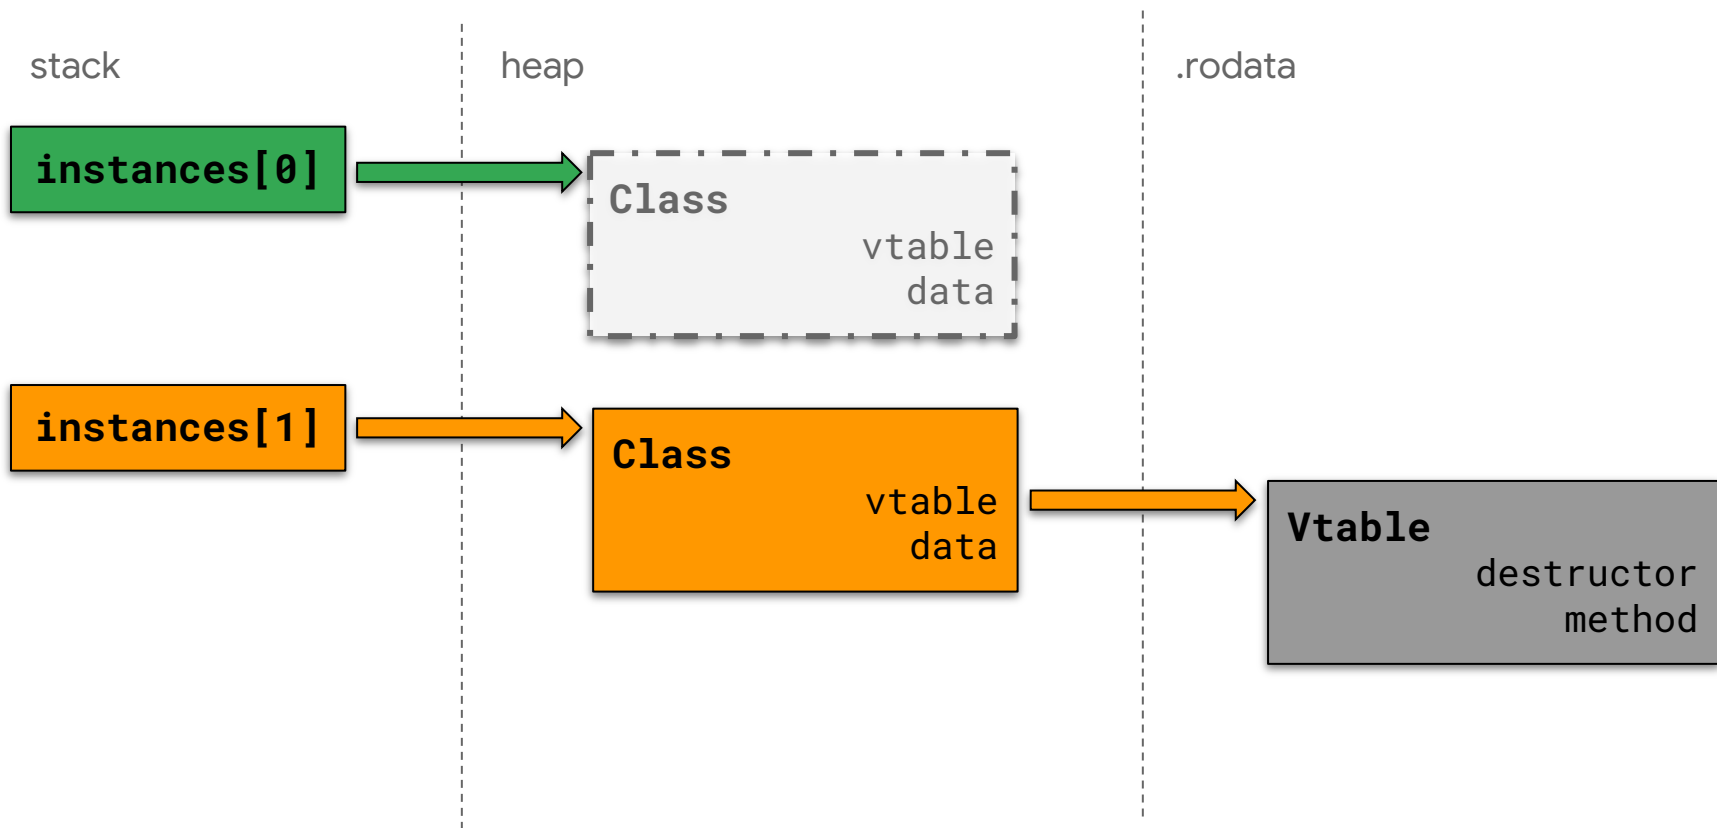 stack
heap
.rodata
instances[0]
Class
vtable
data
instances[1]
Class
vtable
data
Vtable
destructor
method